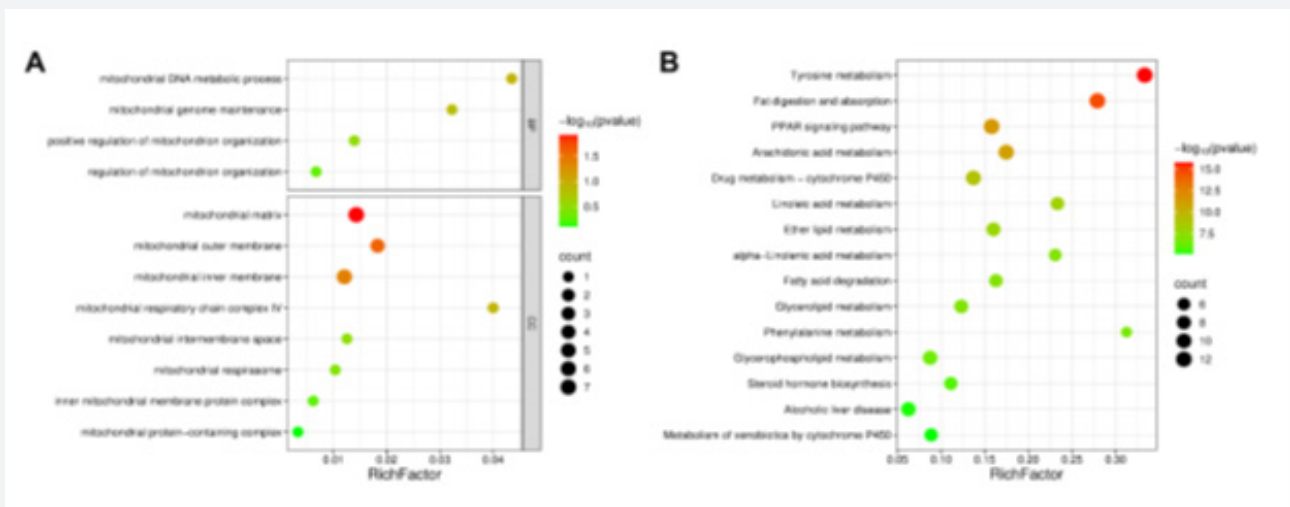 A
mitochondrial DNA metabolic process
mitochondrial genome maintenance
positive regulation of mitochondrion organization
regulation of mitochondrion organization
BP
mitochondrial matrix
mitochondrial outer membrane
mitochondrial inner membrane
mitochondrial respiratory chain complex IV
mitochondrial intermembrane space
mitochondrial respirasome
inner mitochondrial membrane protein complex
mitochondrial protein-containing complex
CC
0.01 0.02 0.03 0.04
RichFactor
-log₁₀(pvalue)
1.5
1.0
0.5
count
1
2
3
4
5
6
7
B
Tyrosine metabolism
Fat digestion and absorption
PPAR signaling pathway
Arachidonic acid metabolism
Drug metabolism - cytochrome P450
Linoleic acid metabolism
Ether lipid metabolism
alpha-Linolenic acid metabolism
Fatty acid degradation
Glycerolipid metabolism
Phenylalanine metabolism
Glycerophospholipid metabolism
Steroid hormone biosynthesis
Alcoholic liver disease
Metabolism of xenobiotics by cytochrome P450
0.05 0.10 0.15 0.20 0.25 0.30
RichFactor
-log₁₀(pvalue)
15.0
12.5
10.0
7.5
count
6
8
10
12